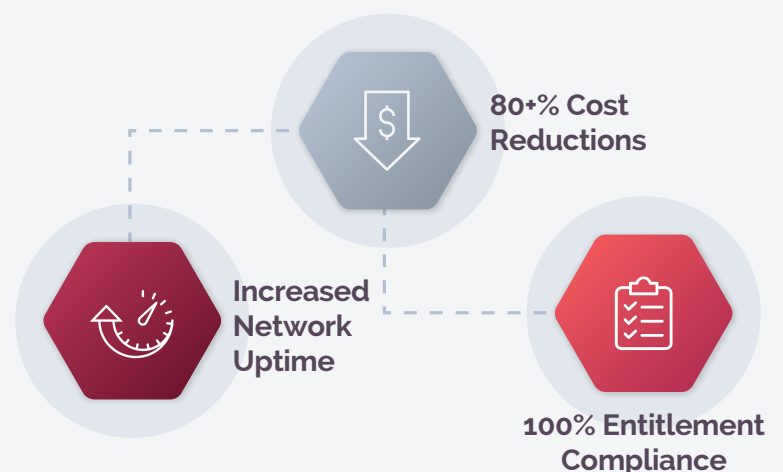 80+% Cost
Reductions
Increased
Network
Uptime
100% Entitlement
Compliance
$